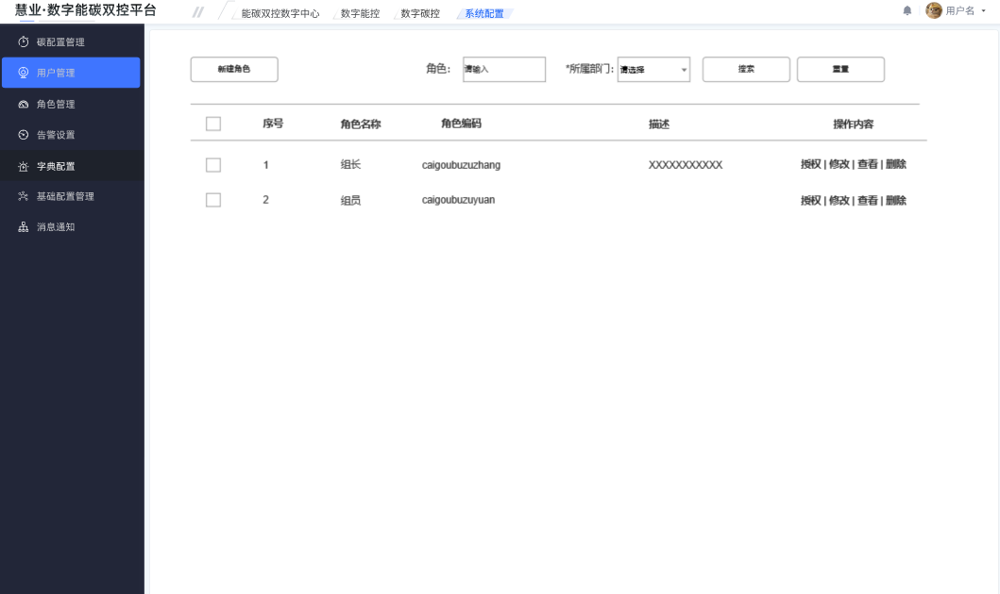 慧业·数字能碳双控平台
能碳双控数字中心 数字能控 数字碳控 系统配置
用户名
碳配置管理
用户管理
角色管理
告警设置
字典配置
基础配置管理
消息通知
新建角色 角色: 请输入 *所属部门: 请选择 搜索 重置
序号 角色名称 角色编码 描述 操作内容
1 组长 caigoubuzuzhang XXXXXXXXXXX 授权 | 修改 | 查看 | 删除
2 组员 caigoubuzuyuan 授权 | 修改 | 查看 | 删除